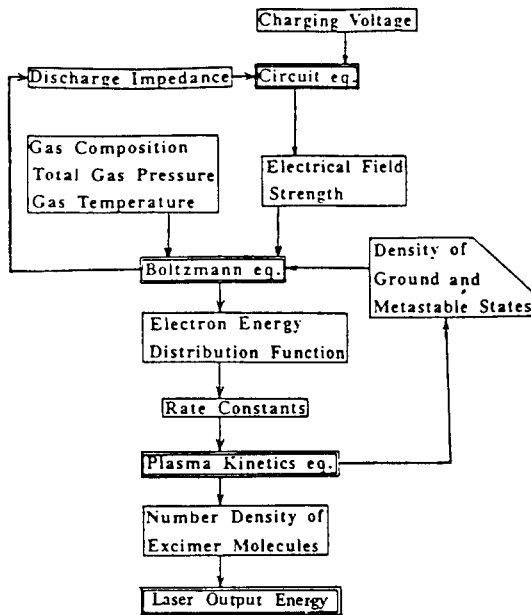 Charging Voltage
Discharge Impedance
Circuit eq.
Gas Composition
Total Gas Pressure
Gas Temperature
Electrical Field
Strength
Density of
Ground and
Metastable States
Boltzmann eq.
Electron Energy
Distribution Function
Rate Constants
Plasma Kinetics eq.
Number Density of
Excimer Molecules
Laser Output Energy